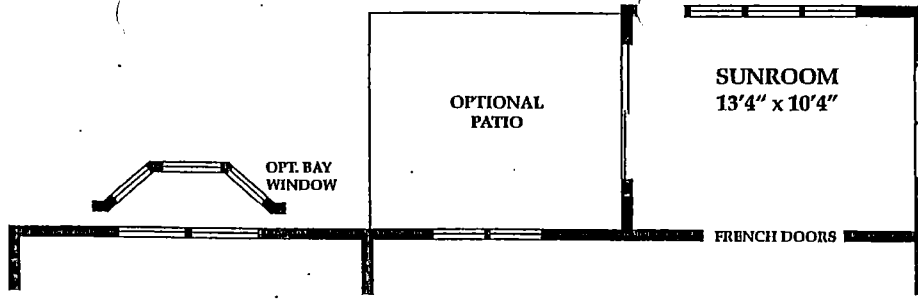 SUNROOM
13'4" x 10'4"
OPTIONAL
PATIO
OPT. BAY
WINDOW
FRENCH DOORS